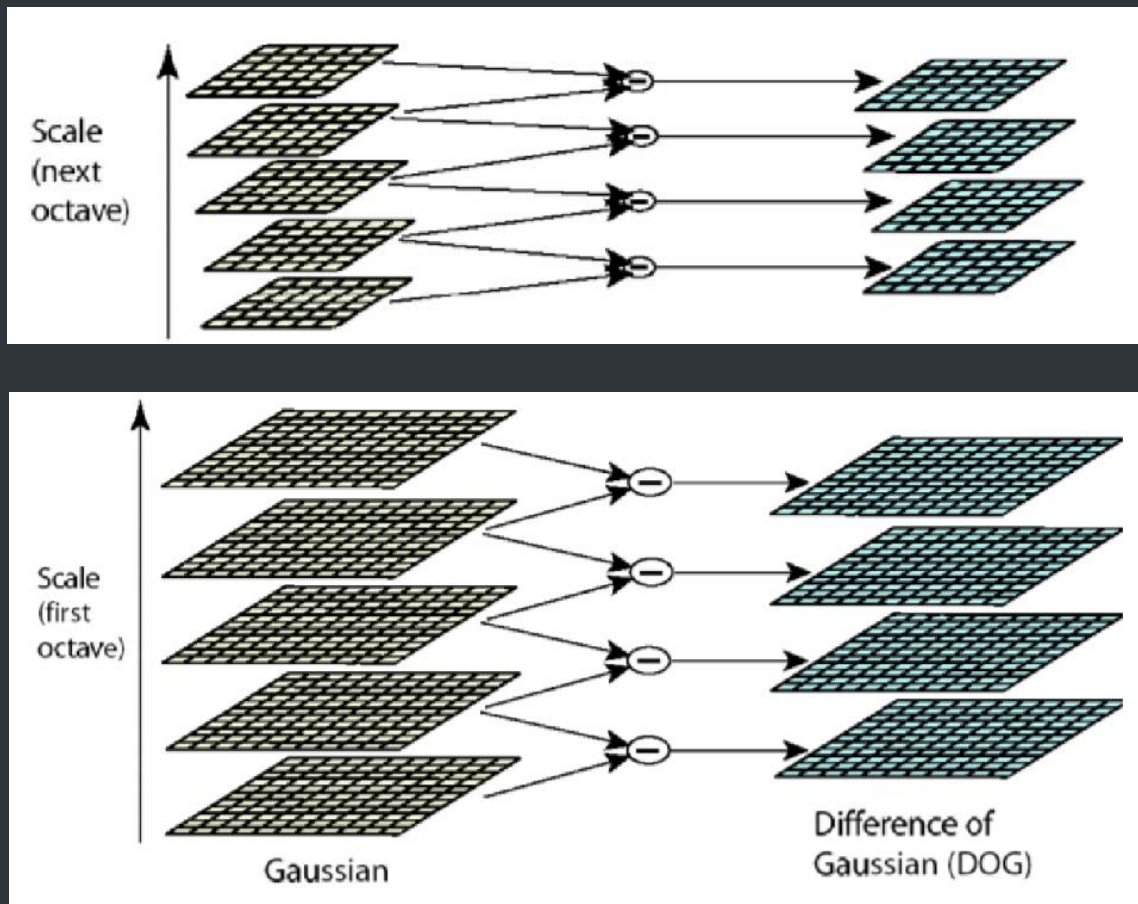 Scale
(next
octave)
Scale
(first
octave)
Gaussian
Difference of
Gaussian (DOG)